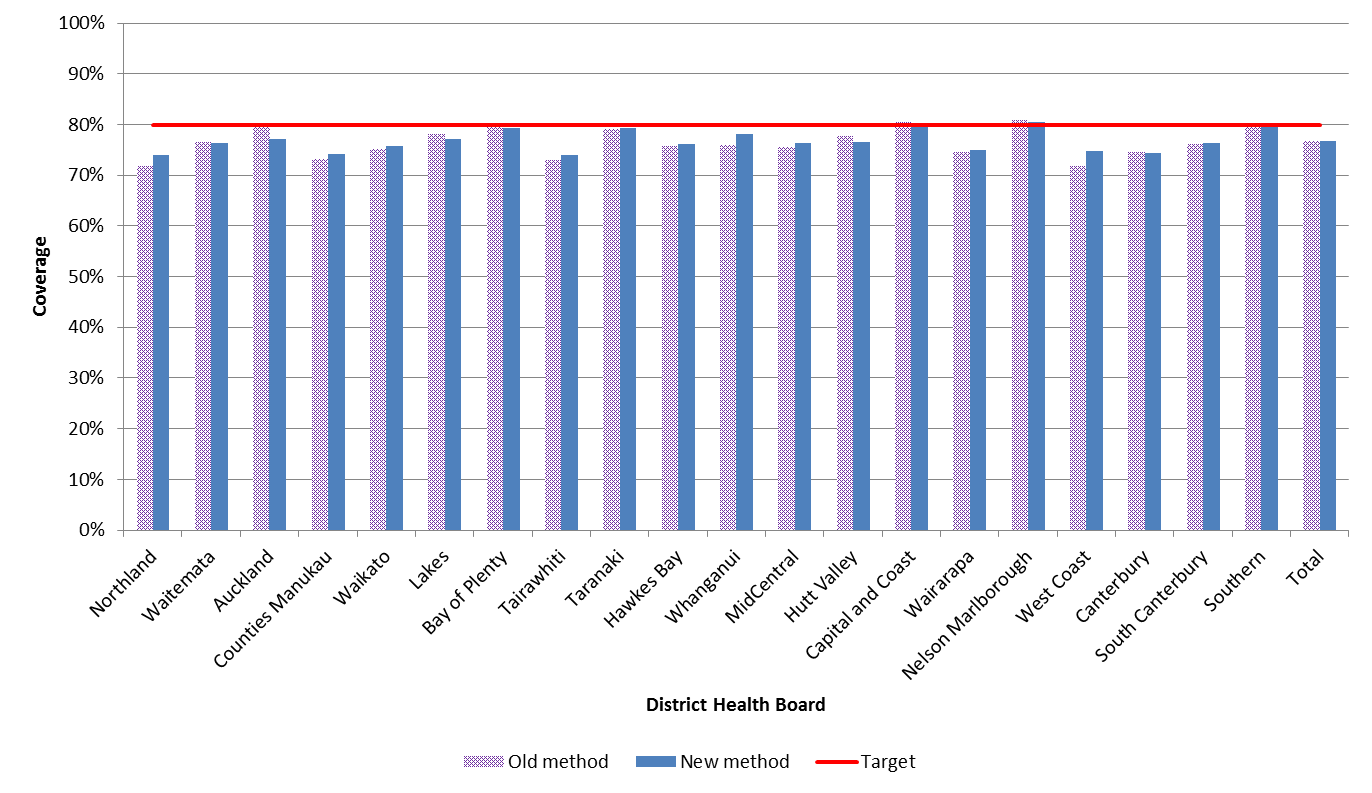 100%
90%
80%
70%
60%
50%
40%
30%
20%
10%
0%
Coverage
Northland
Waitemata
Auckland
Counties Manukau
Waikato
Lakes
Bay of Plenty
Tairawhiti
Taranaki
Hawkes Bay
Whanganui
MidCentral
Hutt Valley
Capital and Coast
Wairarapa
Nelson Marlborough
West Coast
Canterbury
South Canterbury
Southern
Total
District Health Board
Old method
New method
Target